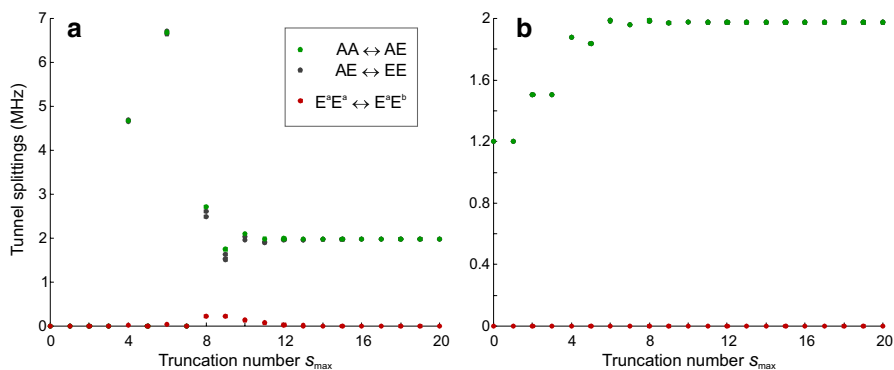 a
b
Tunnel splittings (MHz)
7
6
5
4
3
2
1
0
AA ↔ AE
AE ↔ EE
EᵃEᵃ ↔ EᵃEᵇ
0 4 8 12 16 20
Truncation number sₘₐₓ
2
1.6
1.2
0.8
0.4
0
0 4 8 12 16 20
Truncation number sₘₐₓ